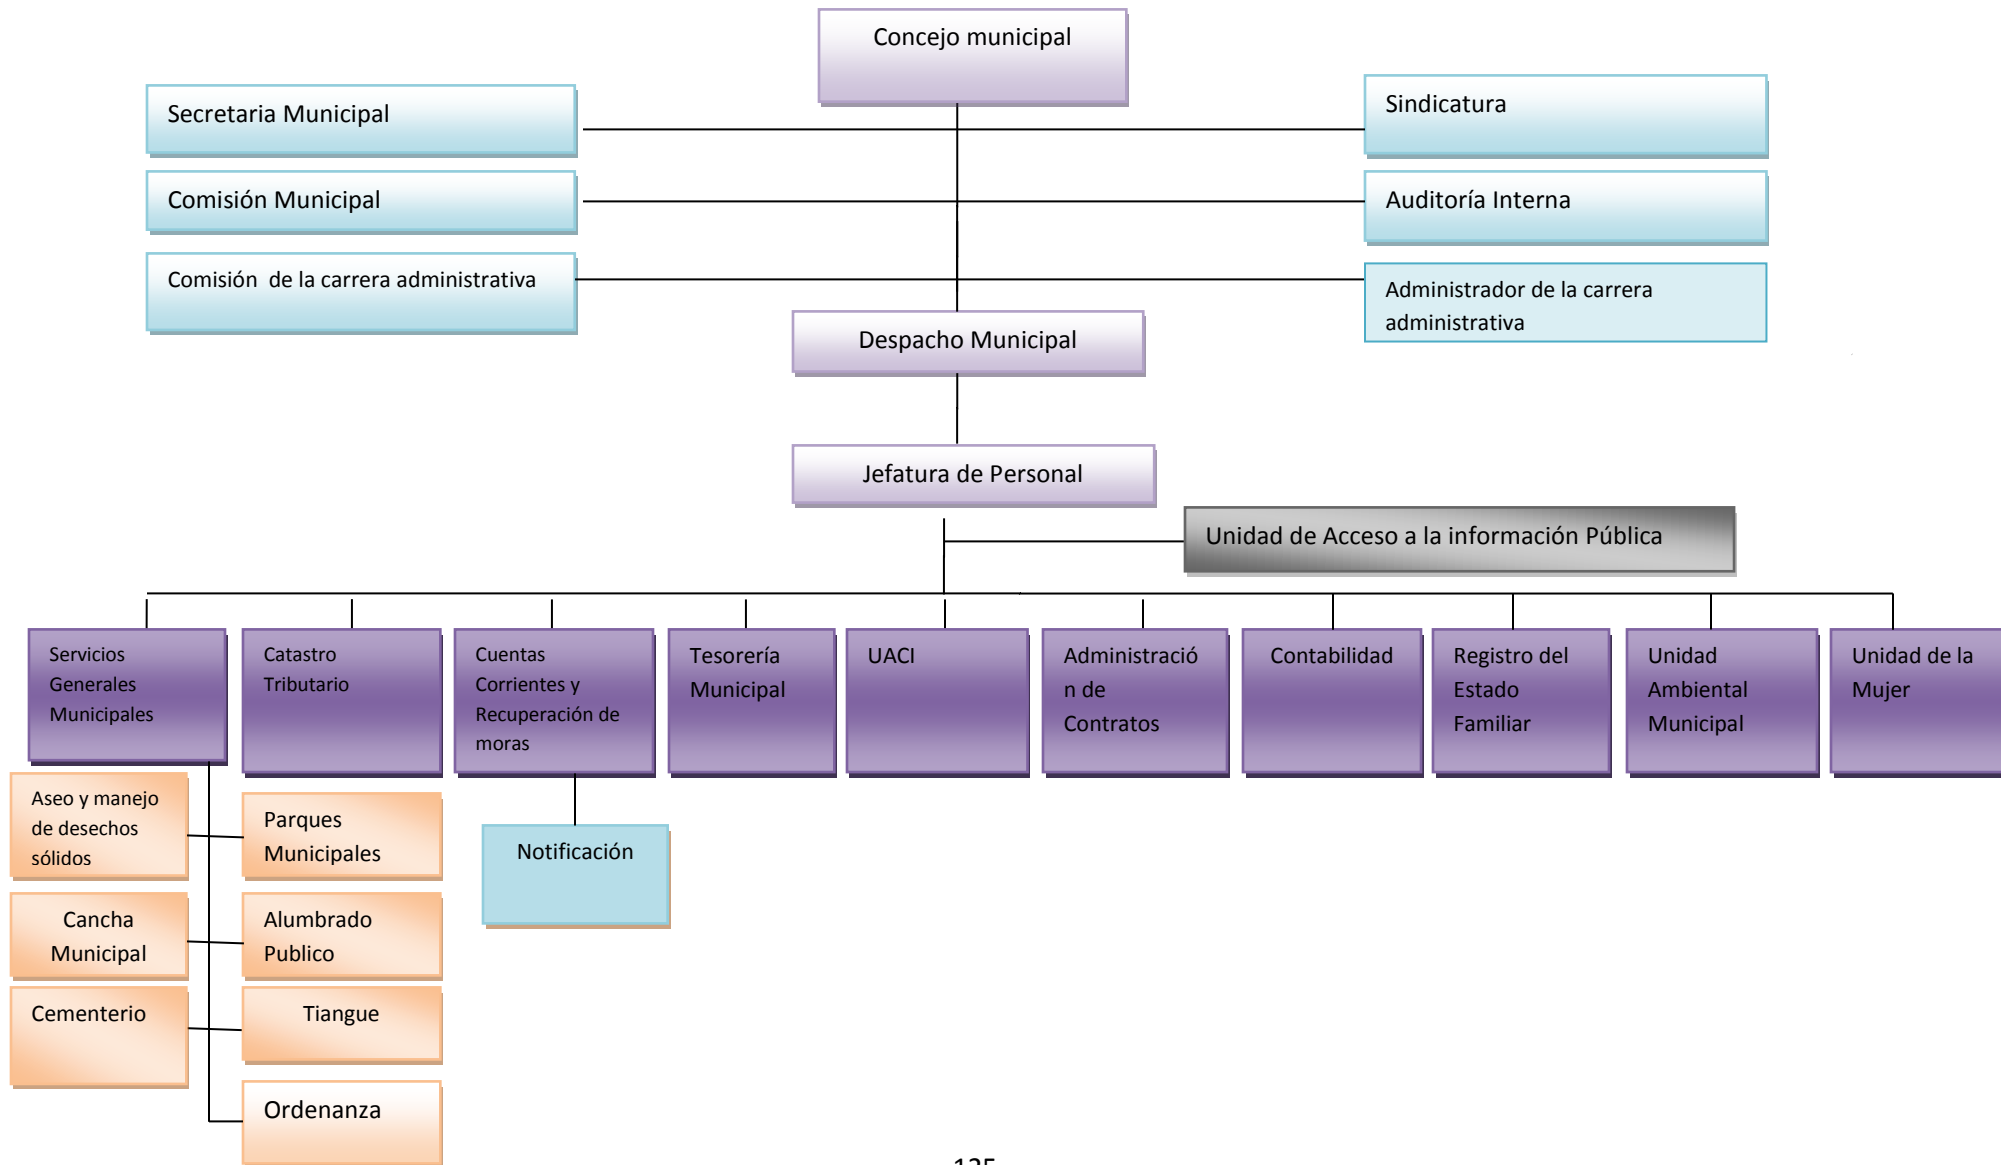 Concejo municipal
Secretaria Municipal
Sindicatura
Comisión Municipal
Auditoría Interna
Comisión  de la carrera administrativa
Administrador de la carrera
administrativa
Despacho Municipal
Jefatura de Personal
Unidad de Acceso a la información Pública
Servicios
Generales
Municipales
Catastro
Tributario
Cuentas
Corrientes y
Recuperación de
moras
Tesorería
Municipal
UACI
Administració
n de
Contratos
Contabilidad
Registro del
Estado
Familiar
Unidad
Ambiental
Municipal
Unidad de la
Mujer
Aseo y manejo
de desechos
sólidos
Parques
Municipales
Notificación
Cancha
Municipal
Alumbrado
Publico
Cementerio
Tiangue
Ordenanza
125